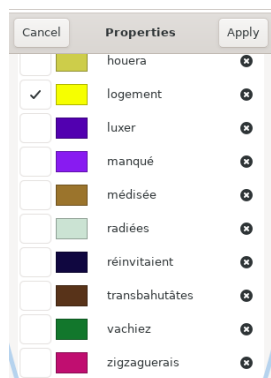 Cancel Properties Apply
houera
logement
luxer
manqué
médisée
radiées
réinvitaient
transbahutâtes
vachiez
zigzaguerais